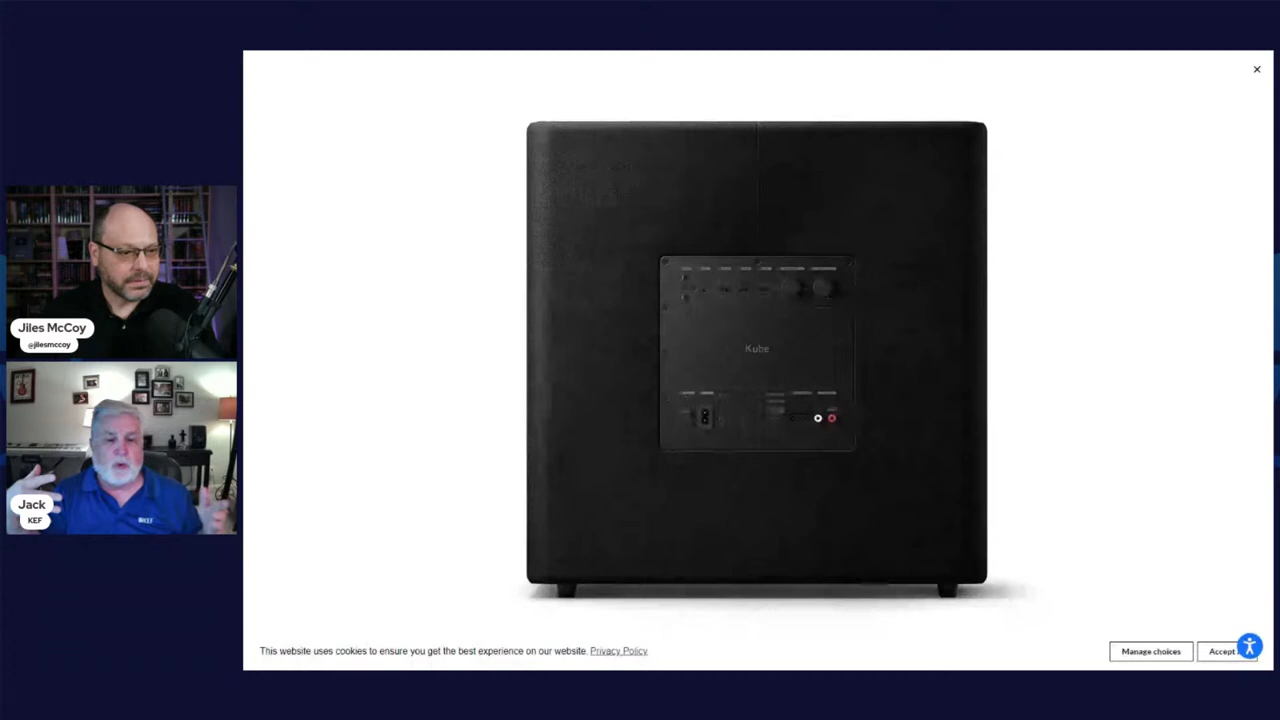 Jiles McCoy
@jilesmccoy
Jack
KEF
KEF
Kube
This website uses cookies to ensure you get the best experience on our website. Privacy Policy
Manage choices
Accept
×